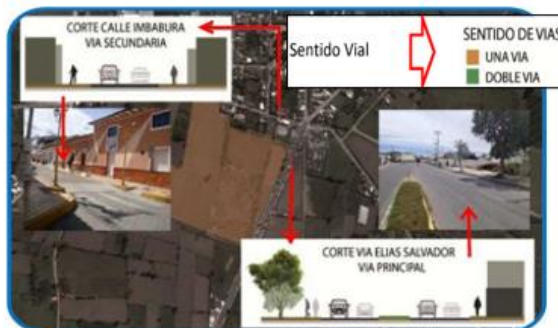 CORTE CALLE IMBABURA
VIA SECUNDARIA
Sentido Vial
SENTIDO DE VIAS
UNA VIA
DOBLE VIA
CORTE VIA ELIAS SALVADOR
VIA PRINCIPAL